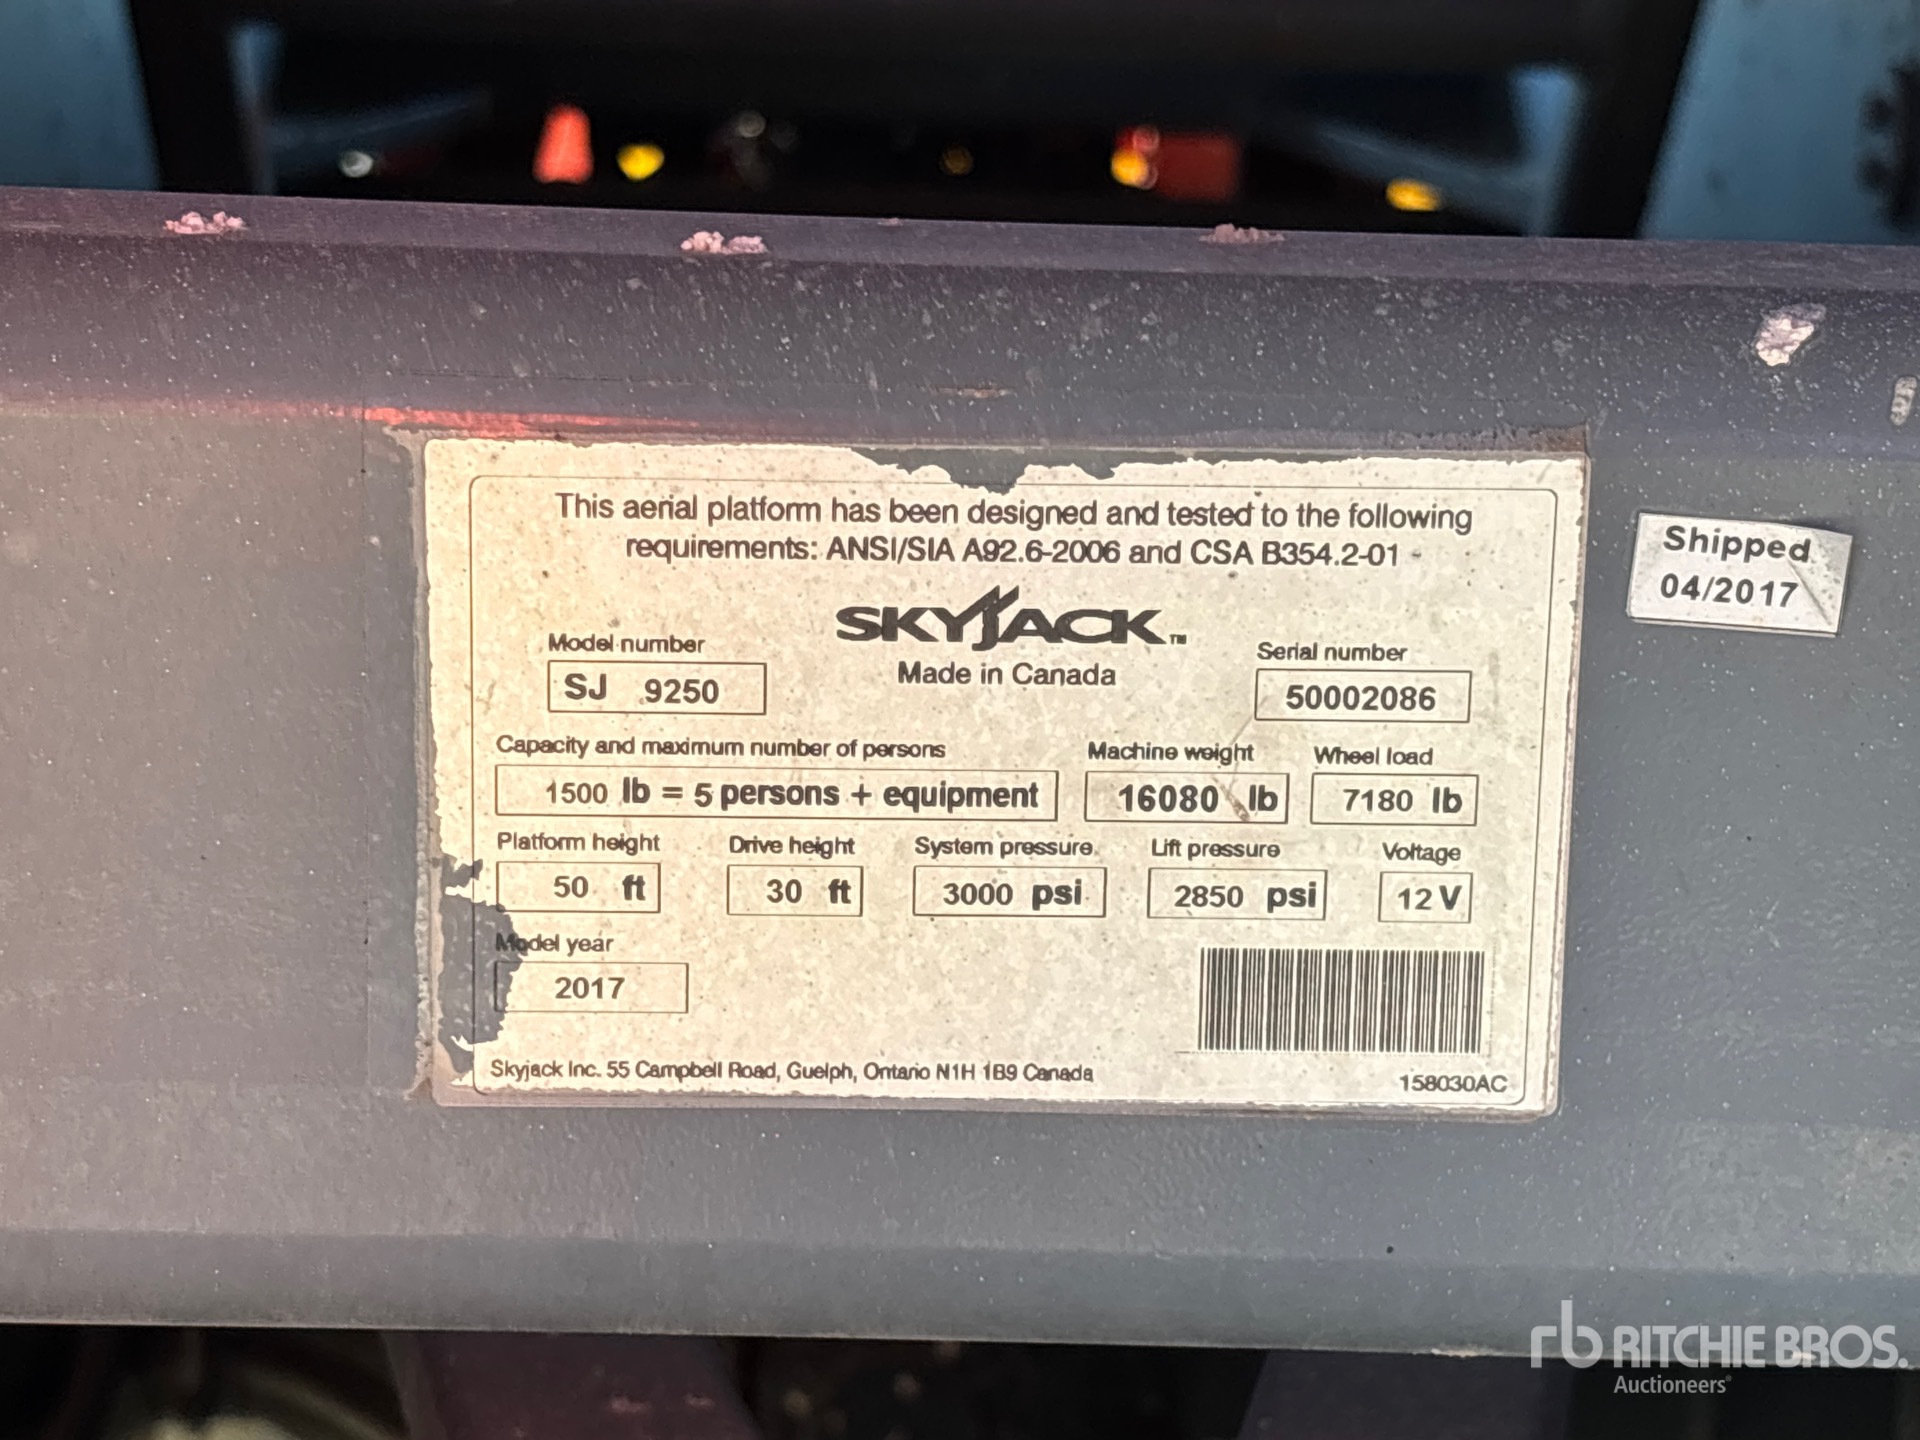 This aerial platform has been designed and tested to the following
requirements: ANSI/SIA A92.6-2006 and CSA B354.2-01
SKYJACK™
Made in Canada
Model number
SJ 9250
Serial number
50002086
Capacity and maximum number of persons
1500 lb = 5 persons + equipment
Machine weight
16080 lb
Wheel load
7180 lb
Platform height
50 ft
Drive height
30 ft
System pressure
3000 psi
Lift pressure
2850 psi
Voltage
12 V
Model year
2017
Skyjack Inc. 55 Campbell Road, Guelph, Ontario N1H 1B9 Canada
158030AC
Shipped
04/2017
rb RITCHIE BROS.
Auctioneers®